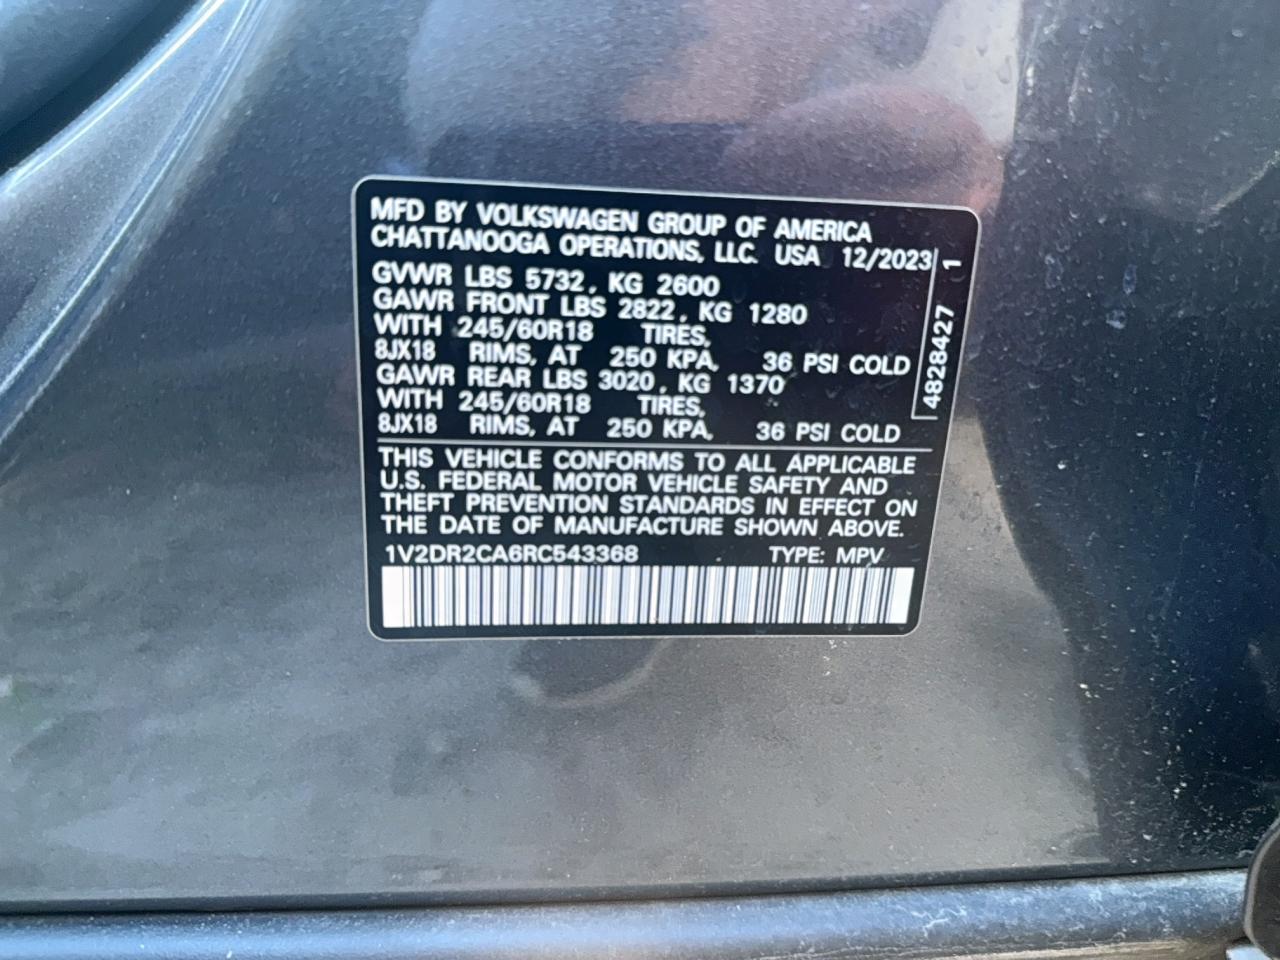 MFD BY VOLKSWAGEN GROUP OF AMERICA
CHATTANOOGA OPERATIONS, LLC. USA 12/2023
GVWR LBS 5732, KG 2600
GAWR FRONT LBS 2822, KG 1280
WITH 245/60R18 TIRES,
8JX18 RIMS, AT 250 KPA, 36 PSI COLD
GAWR REAR LBS 3020, KG 1370
WITH 245/60R18 TIRES,
8JX18 RIMS, AT 250 KPA, 36 PSI COLD
4828427 1
THIS VEHICLE CONFORMS TO ALL APPLICABLE
U.S. FEDERAL MOTOR VEHICLE SAFETY AND
THEFT PREVENTION STANDARDS IN EFFECT ON
THE DATE OF MANUFACTURE SHOWN ABOVE.
1V2DR2CA6RC543368 TYPE: MPV